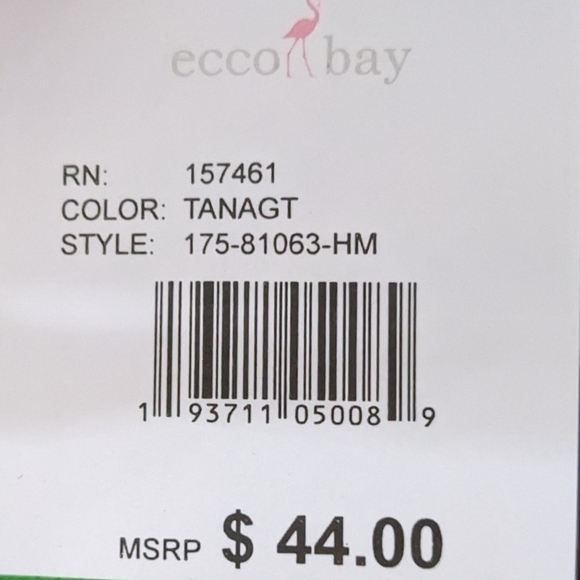 ecco bay
RN: 157461
COLOR: TANAGT
STYLE: 175-81063-HM
1 93711 05008 9
MSRP $ 44.00